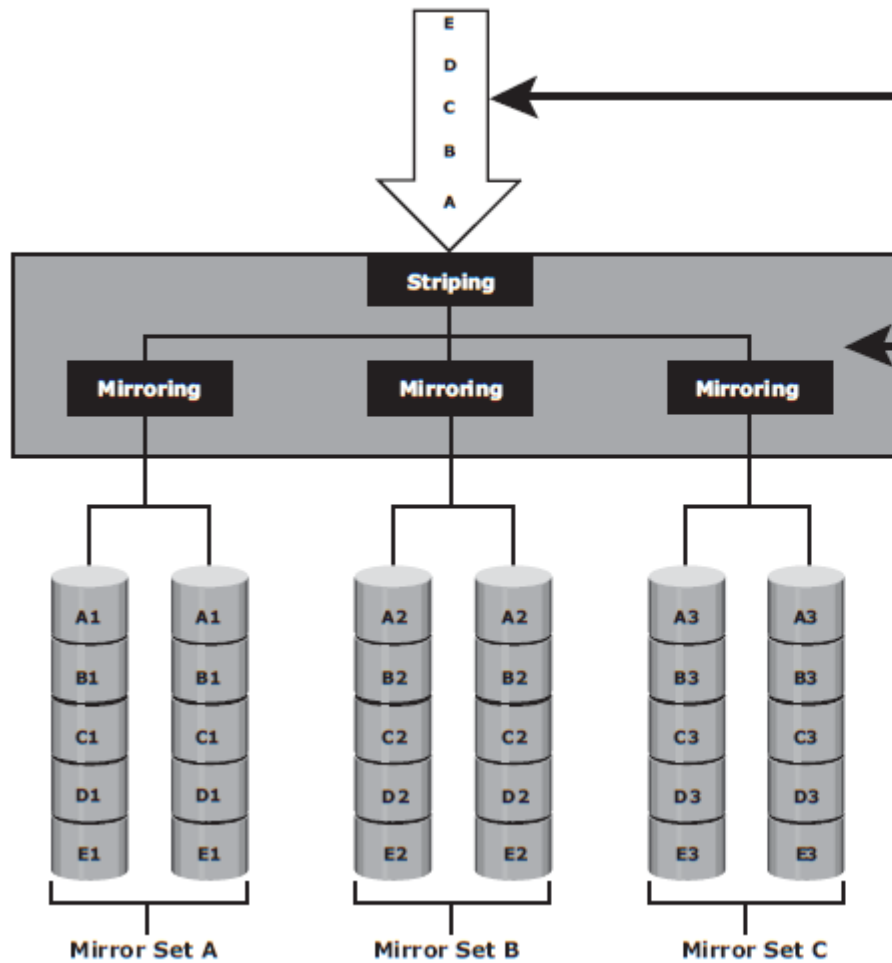 E
D
C
B
A
Striping
Mirroring Mirroring Mirroring
A1 A1 A2 A2 A3 A3
B1 B1 B2 B2 B3 B3
C1 C1 C2 C2 C3 C3
D1 D1 D2 D2 D3 D3
E1 E1 E2 E2 E3 E3
Mirror Set A Mirror Set B Mirror Set C